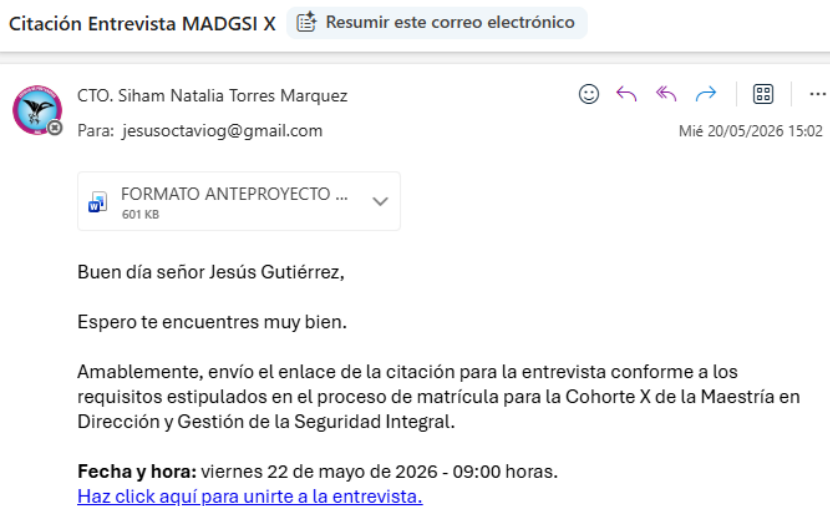 Citación Entrevista MADGSI X
Resumir este correo electrónico
CTO. Siham Natalia Torres Marquez
Para: jesusoctaviog@gmail.com
Mié 20/05/2026 15:02
FORMATO ANTEPROYECTO ...
601 KB
Buen día señor Jesús Gutiérrez,
Espero te encuentres muy bien.
Amablemente, envío el enlace de la citación para la entrevista conforme a los
requisitos estipulados en el proceso de matrícula para la Cohorte X de la Maestría en
Dirección y Gestión de la Seguridad Integral.
Fecha y hora: viernes 22 de mayo de 2026 - 09:00 horas.
Haz click aquí para unirte a la entrevista.